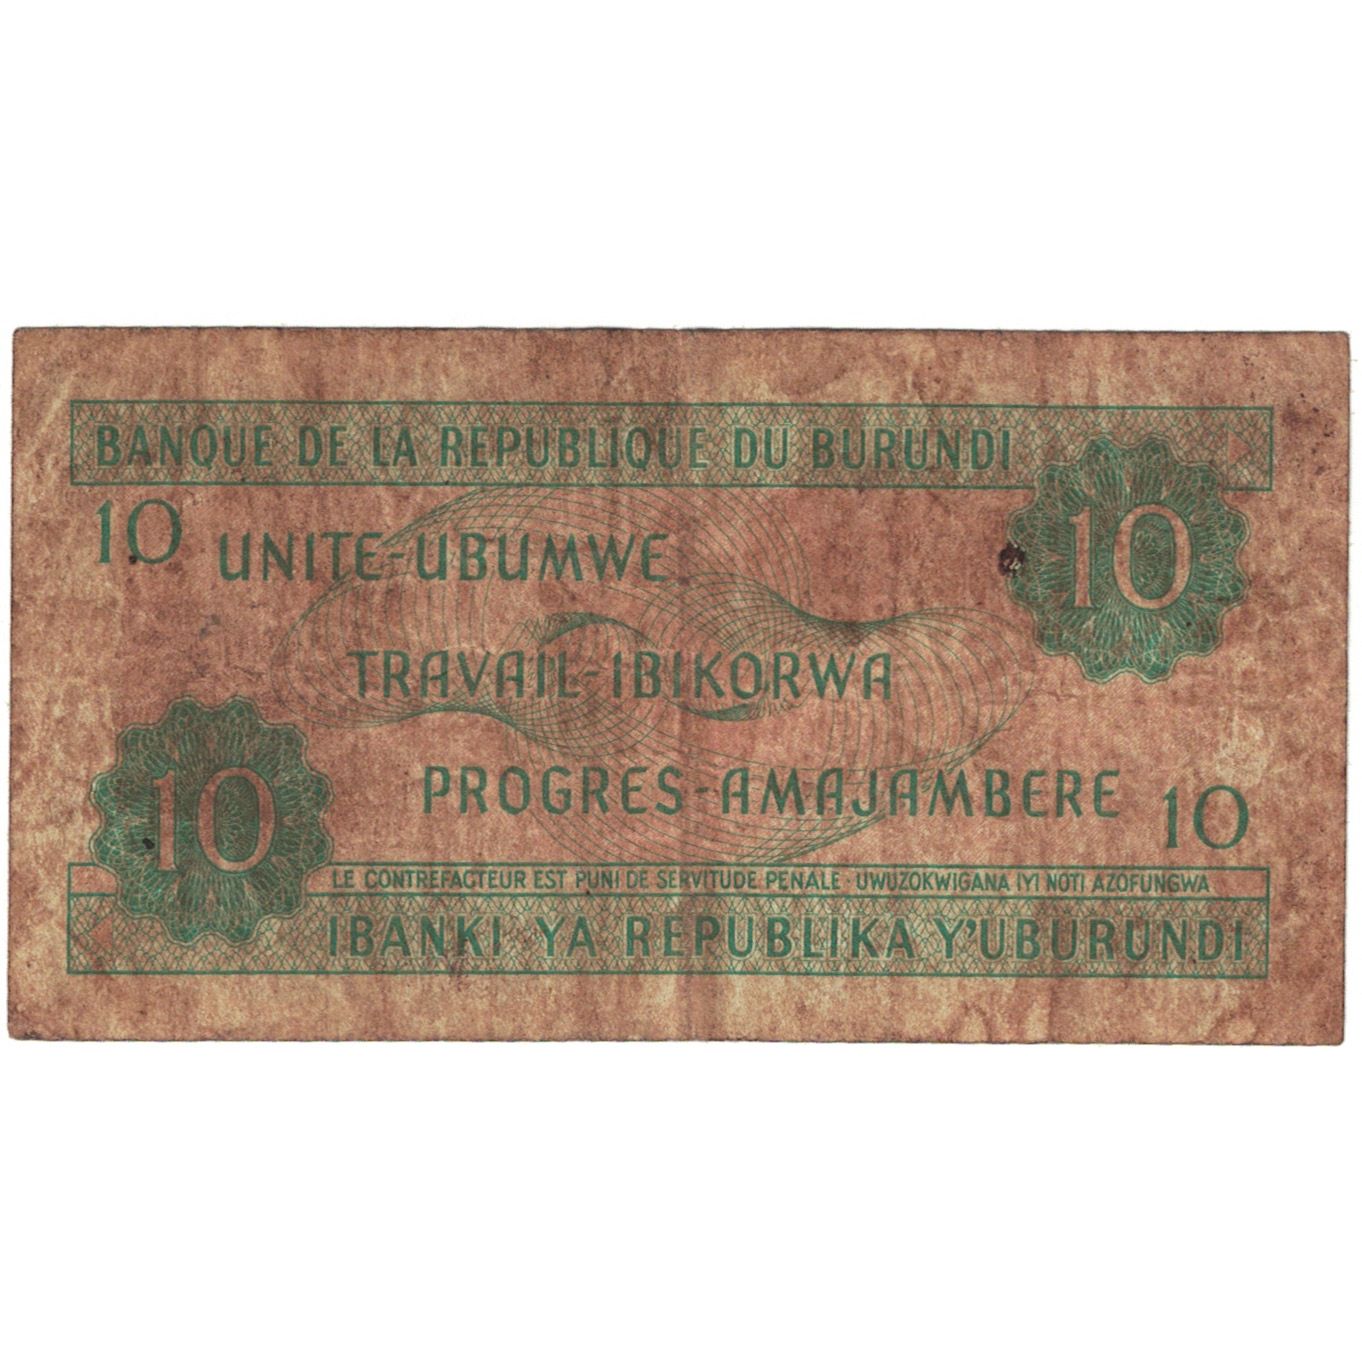 BANQUE DE LA REPUBLIQUE DU BURUNDI
10
10
UNITE-UBUMWE
TRAVAIL-IBIKORWA
PROGRES-AMAJAMBERE
10
10
LE CONTREFACTEUR EST PUNI DE SERVITUDE PENALE - UWUZOKWIGANA IYI NOTI AZOFUNGWA
IBANKI YA REPUBLIKA Y'UBURUNDI